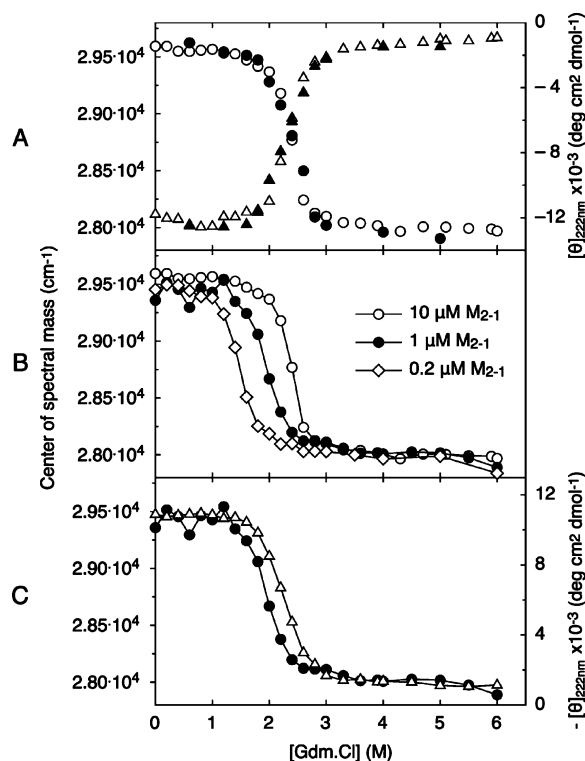 A
2.95·10⁴
2.90·10⁴
2.85·10⁴
2.80·10⁴
0
− 4
− 8
− 12
[θ]222nm x10-3 (deg cm2 dmol-1)
B
Center of spectral mass (cm-1)
2.95·10⁴
2.90·10⁴
2.85·10⁴
2.80·10⁴
10 µM M2-1
1 µM M2-1
0.2 µM M2-1
C
2.95·10⁴
2.90·10⁴
2.85·10⁴
2.80·10⁴
12
8
4
0
- [θ]222nm x10-3 (deg cm2 dmol-1)
0 1 2 3 4 5 6
[Gdm.Cl] (M)